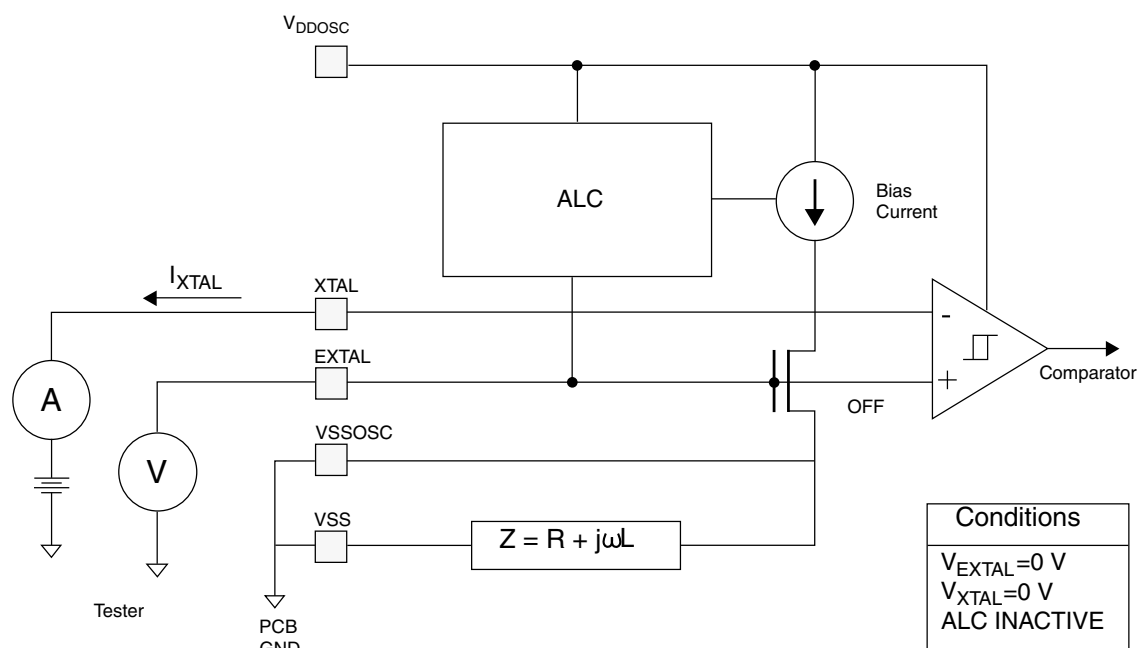 VDDOSC
ALC
Bias
Current
IXTAL
XTAL
-
EXTAL
+
Comparator
A
OFF
V
VSSOSC
VSS
Z = R + jωL
Conditions
VEXTAL=0 V
VXTAL=0 V
ALC INACTIVE
Tester
PCB
GND